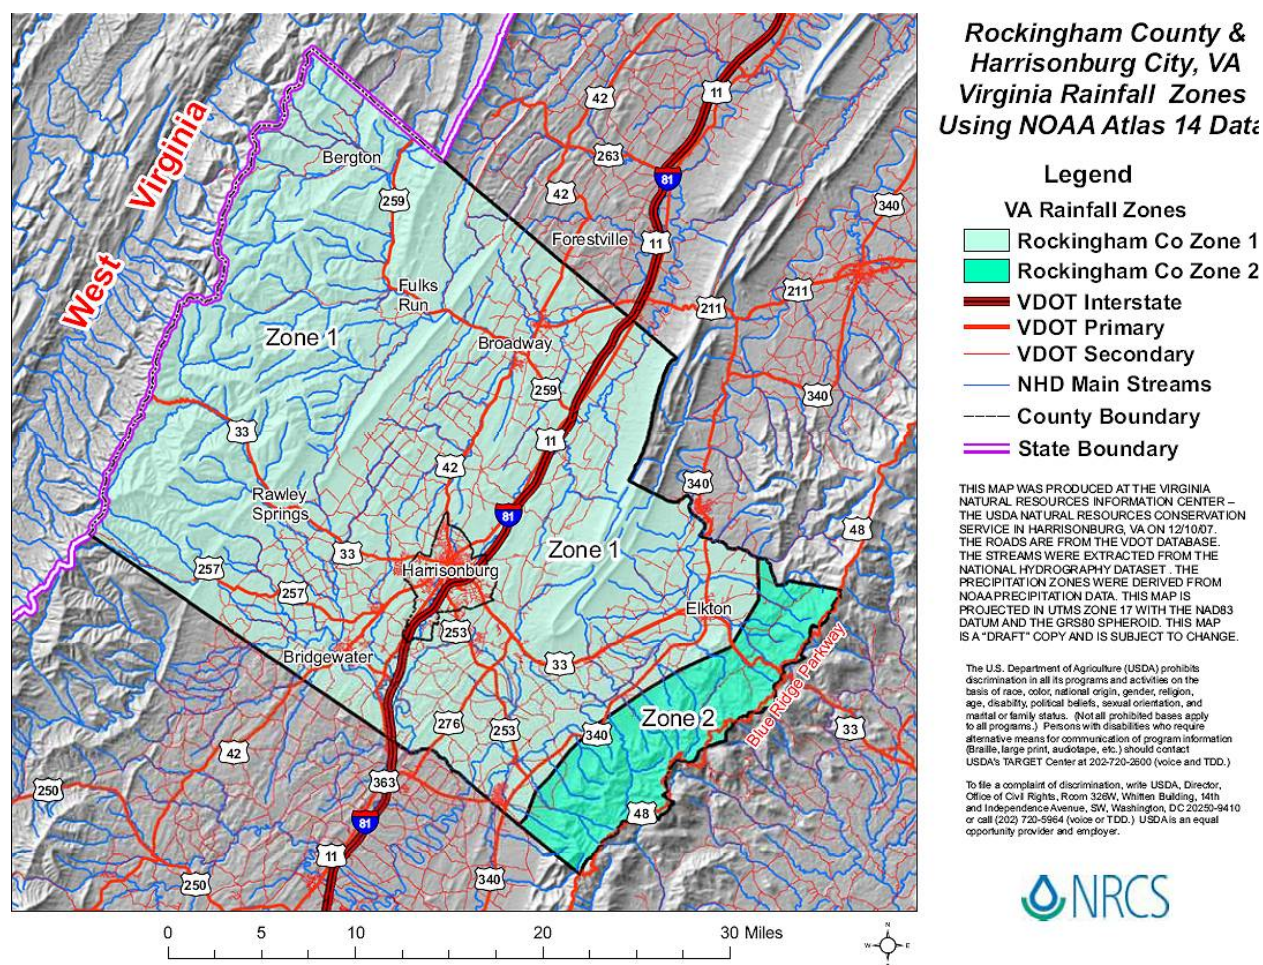 Rockingham County &
Harrisonburg City, VA
Virginia Rainfall Zones
Using NOAA Atlas 14 Data
Legend
VA Rainfall Zones
Rockingham Co Zone 1
Rockingham Co Zone 2
VDOT Interstate
VDOT Primary
VDOT Secondary
NHD Main Streams
County Boundary
State Boundary
THIS MAP WAS PRODUCED AT THE VIRGINIA
NATURAL RESOURCES INFORMATION CENTER –
THE USDA NATURAL RESOURCES CONSERVATION
SERVICE IN HARRISONBURG, VA ON 12/10/07.
THE ROADS ARE FROM THE VDOT DATABASE.
THE STREAMS WERE EXTRACTED FROM THE
NATIONAL HYDROGRAPHY DATASET . THE
PRECIPITATION ZONES WERE DERIVED FROM
NOAA PRECIPITATION DATA. THIS MAP IS
PROJECTED IN UTMS ZONE 17 WITH THE NAD83
DATUM AND THE GRS80 SPHEROID. THIS MAP
IS A "DRAFT" COPY AND IS SUBJECT TO CHANGE.
The U.S. Department of Agriculture (USDA) prohibits
discrimination in all its programs and activities on the
basis of race, color, national origin, gender, religion,
age, disability, political beliefs, sexual orientation, and
marital or family status. (Not all prohibited bases apply
to all programs.) Persons with disabilities who require
alternative means for communication of program information
(Braille, large print, audiotape, etc.) should contact
USDA's TARGET Center at 202-720-2600 (voice and TDD.)
To file a complaint of discrimination, write USDA, Director,
Office of Civil Rights, Room 326W, Whitten Building, 14th
and Independence Avenue, SW, Washington, DC 20250-9410
or call (202) 720-5964 (voice or TDD.) USDA is an equal
opportunity provider and employer.
NRCS
West Virginia
42
11
263
Bergton
81
42
259
340
Forestville
11
Fulks
Run
211
211
Zone 1
Broadway
259
340
33
11
42
340
Rawley
Springs
81
48
33
Zone 1
257
Harrisonburg
257
Elkton
253
Bridgewater
33
Blue Ridge Parkway
276
253
340
Zone 2
33
42
363
250
81
48
11
250
340
0 5 10 20 30 Miles
N
W E
S